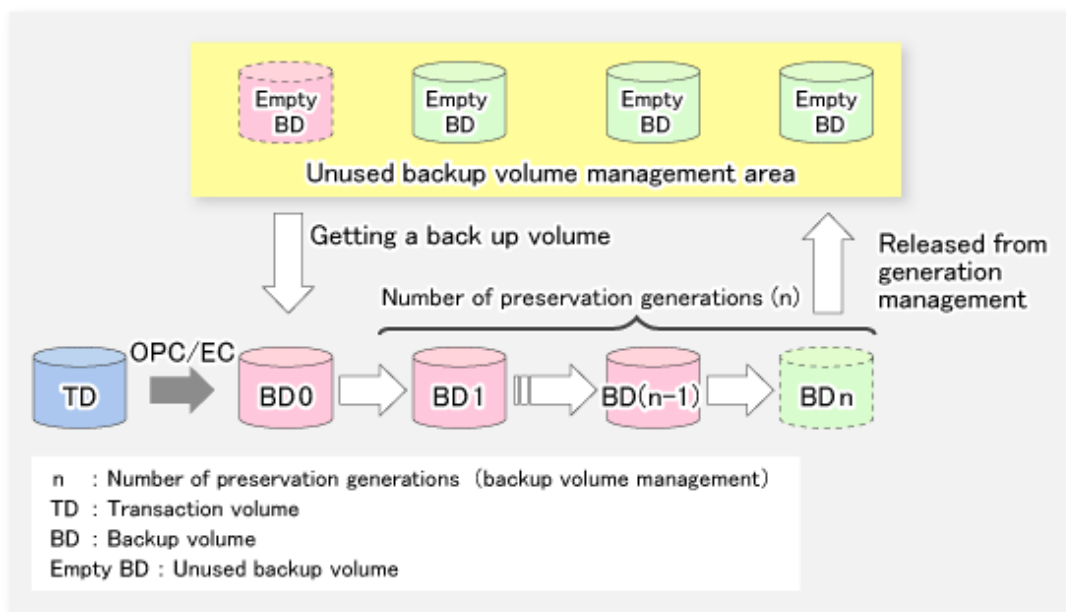 Empty
BD
Empty
BD
Empty
BD
Empty
BD
Unused backup volume management area
Getting a back up volume
Released from
generation
management
Number of preservation generations (n)
OPC/EC
TD
BD0
BD1
BD(n-1)
BDn
n : Number of preservation generations (backup volume management)
TD : Transaction volume
BD : Backup volume
Empty BD : Unused backup volume